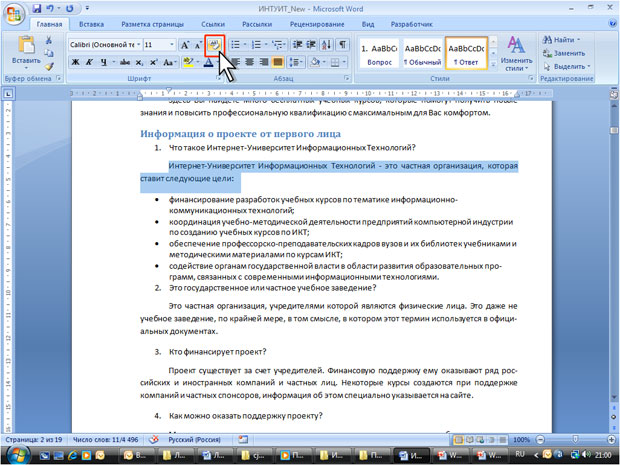 ИНТУИТ_New - Microsoft Word
Главная Вставка Разметка страницы Ссылки Рассылки Рецензирование Вид Разработчик
Calibri (Основной те 11
Вставить
Ж К Ч
1. AaBbCc AaBbCcDc AaBbCcDc
Вопрос ¶ Обычный ¶ Ответ
Изменить стили
Найти
Заменить
Выделить
Буфер обмена Шрифт Абзац Стили Редактирование
знания и повысить профессиональную квалификацию с максимальным для Вас комфортом.
Информация о проекте от первого лица
1. Что такое Интернет-Университет Информационных Технологий?
Интернет-Университет Информационных Технологий - это частная организация, которая
ставит следующие цели:
• финансирование разработок учебных курсов по тематике информационно-
коммуникационных технологий;
• координация учебно-методической деятельности предприятий компьютерной индустрии
по созданию учебных курсов по ИКТ;
• обеспечение профессорско-преподавательских кадров вузов и их библиотек учебниками и
методическими материалами по курсам ИКТ;
• содействие органам государственной власти в области развития образовательных про-
грамм, связанных с современными информационными технологиями.
2. Это государственное или частное учебное заведение?
Это частная организация, учредителями которой являются физические лица. Это даже не
учебное заведение, по крайней мере, в том смысле, в котором этот термин используется в офици-
альных документах.
3. Кто финансирует проект?
Проект существует за счет учредителей. Финансовую поддержку ему оказывают ряд рос-
сийских и иностранных компаний и частных лиц. Некоторые курсы создаются при поддержке
компаний и частных спонсоров, информация об этом специально указывается на сайте.
4. Как можно оказать поддержку проекту?
Страница: 2 из 19 Число слов: 11/4 496 Русский (Россия) 100%
RU 21:00